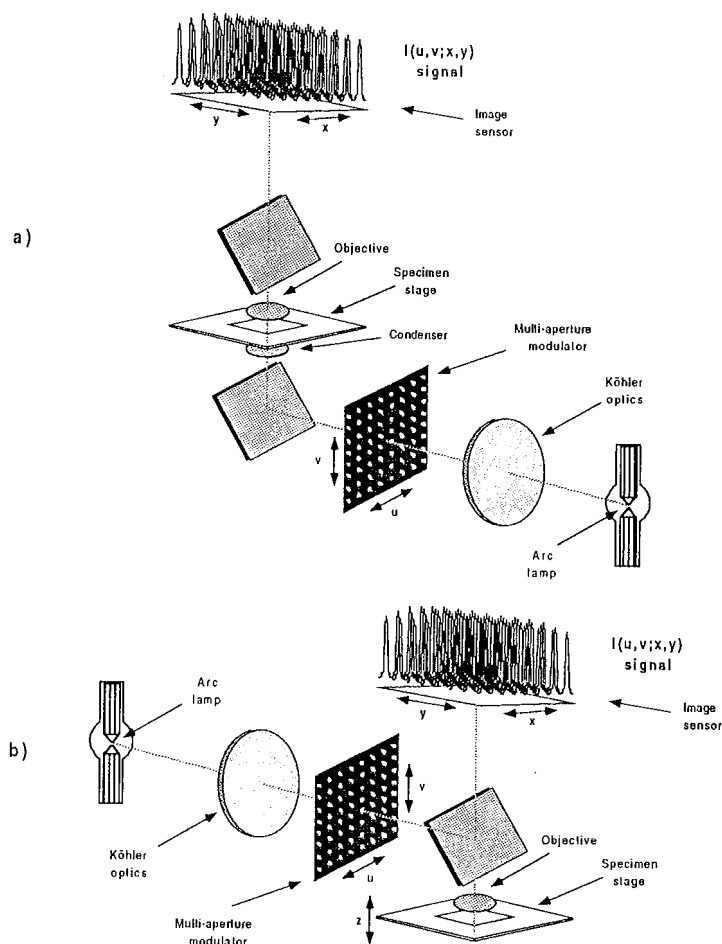 I(u,v;x,y)
signal
y
x
Image
sensor
a)
Objective
Specimen
stage
Condenser
Multi-aperture
modulator
Köhler
optics
v
u
Arc
lamp
I(u,v;x,y)
signal
Arc
lamp
y
x
Image
sensor
b)
v
Köhler
optics
u
Objective
Specimen
stage
Multi-aperture
modulator
z